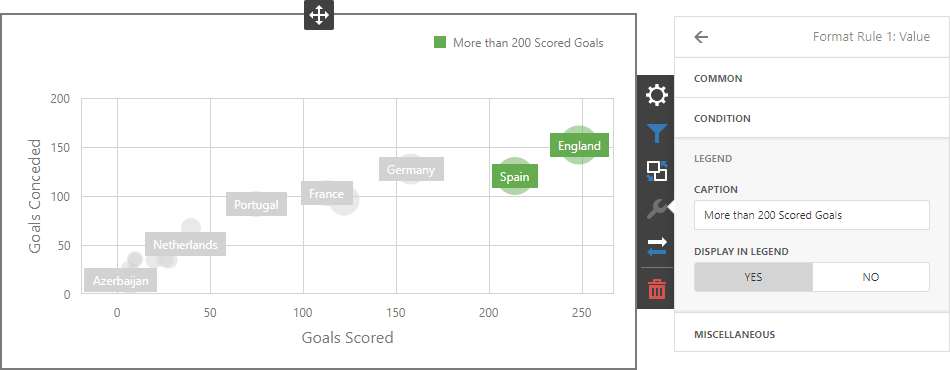 More than 200 Scored Goals
200
150
100
50
0
Goals Conceded
England
Spain
Germany
France
Portugal
Netherlands
Azerbaijan
0 50 100 150 200 250
Goals Scored
Format Rule 1: Value
COMMON
CONDITION
LEGEND
CAPTION
More than 200 Scored Goals
DISPLAY IN LEGEND
YES NO
MISCELLANEOUS